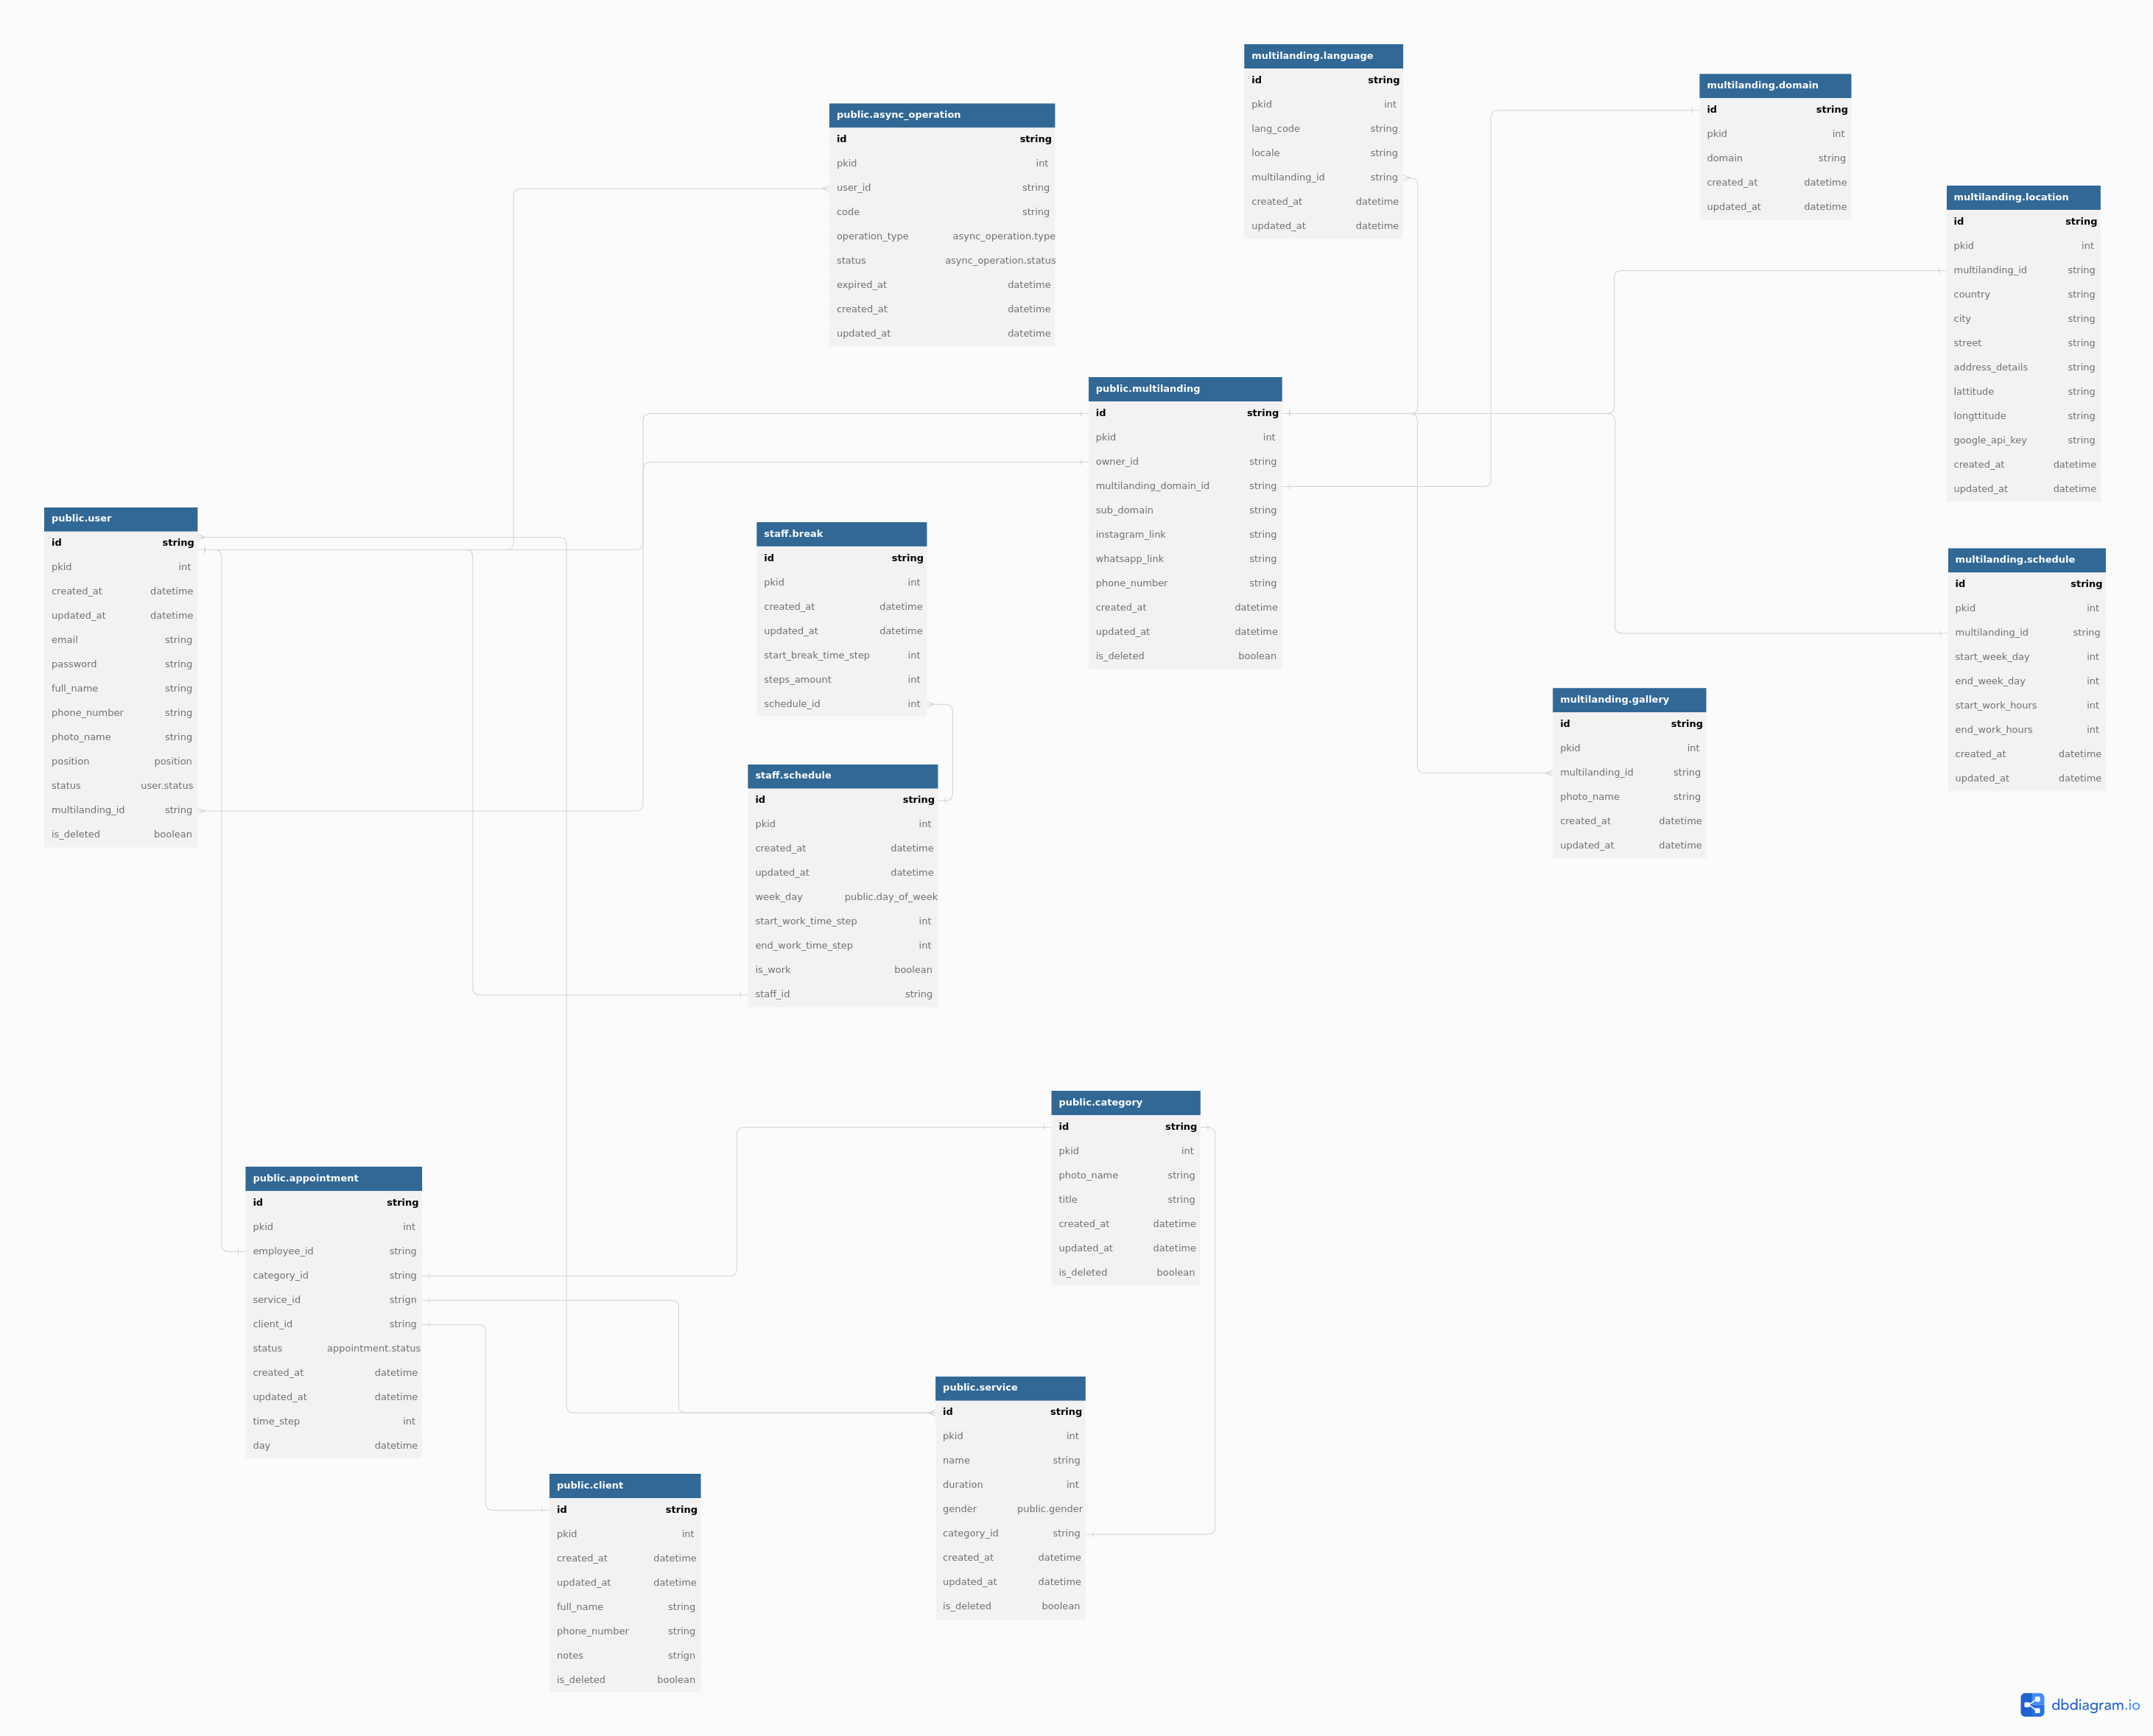 multilanding.language
id string
pkid int
lang_code string
locale string
multilanding_id string
created_at datetime
updated_at datetime
multilanding.domain
id string
pkid int
domain string
created_at datetime
updated_at datetime
public.async_operation
id string
pkid int
user_id string
code string
operation_type async_operation.type
status async_operation.status
expired_at datetime
created_at datetime
updated_at datetime
multilanding.location
id string
pkid int
multilanding_id string
country string
city string
street string
address_details string
lattitude string
longttitude string
google_api_key string
created_at datetime
updated_at datetime
public.multilanding
id string
pkid int
owner_id string
multilanding_domain_id string
sub_domain string
instagram_link string
whatsapp_link string
phone_number string
created_at datetime
updated_at datetime
is_deleted boolean
public.user
id string
pkid int
created_at datetime
updated_at datetime
email string
password string
full_name string
phone_number string
photo_name string
position position
status user.status
multilanding_id string
is_deleted boolean
staff.break
id string
pkid int
created_at datetime
updated_at datetime
start_break_time_step int
steps_amount int
schedule_id int
multilanding.schedule
id string
pkid int
multilanding_id string
start_week_day int
end_week_day int
start_work_hours int
end_work_hours int
created_at datetime
updated_at datetime
multilanding.gallery
id string
pkid int
multilanding_id string
photo_name string
created_at datetime
updated_at datetime
staff.schedule
id string
pkid int
created_at datetime
updated_at datetime
week_day public.day_of_week
start_work_time_step int
end_work_time_step int
is_work boolean
staff_id string
public.category
id string
pkid int
photo_name string
title string
created_at datetime
updated_at datetime
is_deleted boolean
public.appointment
id string
pkid int
employee_id string
category_id string
service_id strign
client_id string
status appointment.status
created_at datetime
updated_at datetime
time_step int
day datetime
public.service
id string
pkid int
name string
duration int
gender public.gender
category_id string
created_at datetime
updated_at datetime
is_deleted boolean
public.client
id string
pkid int
created_at datetime
updated_at datetime
full_name string
phone_number string
notes strign
is_deleted boolean
dbdiagram.io